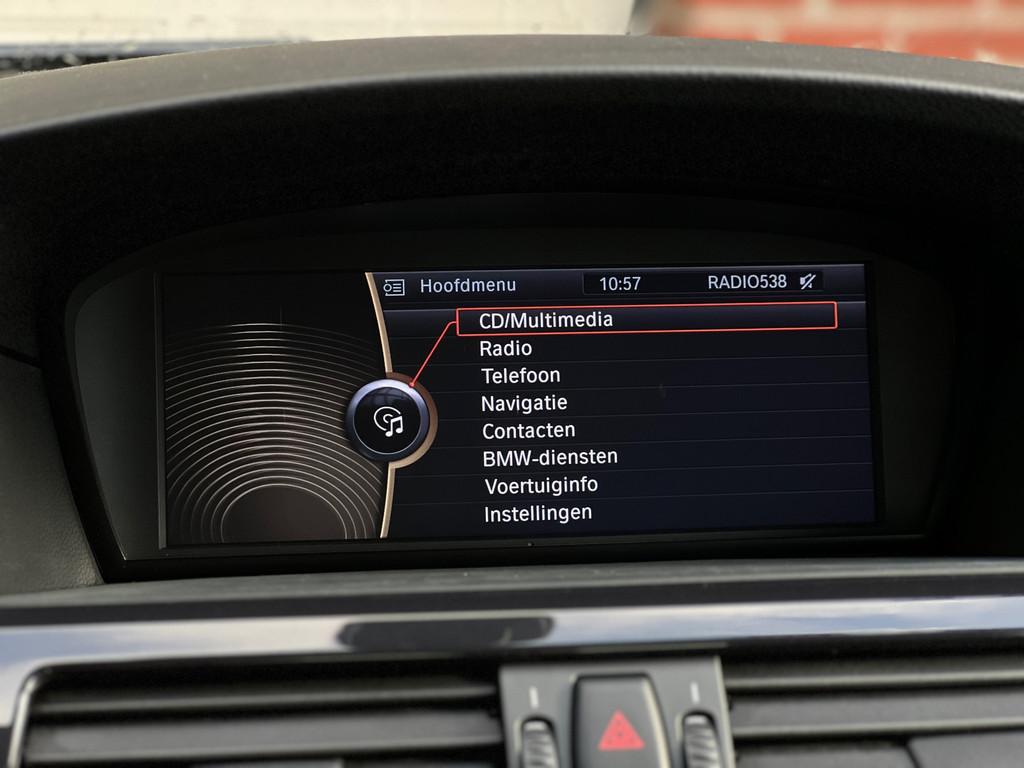 Hoofdmenu 10:57 RADIO538
CD/Multimedia
Radio
Telefoon
Navigatie
Contacten
BMW-diensten
Voertuiginfo
Instellingen